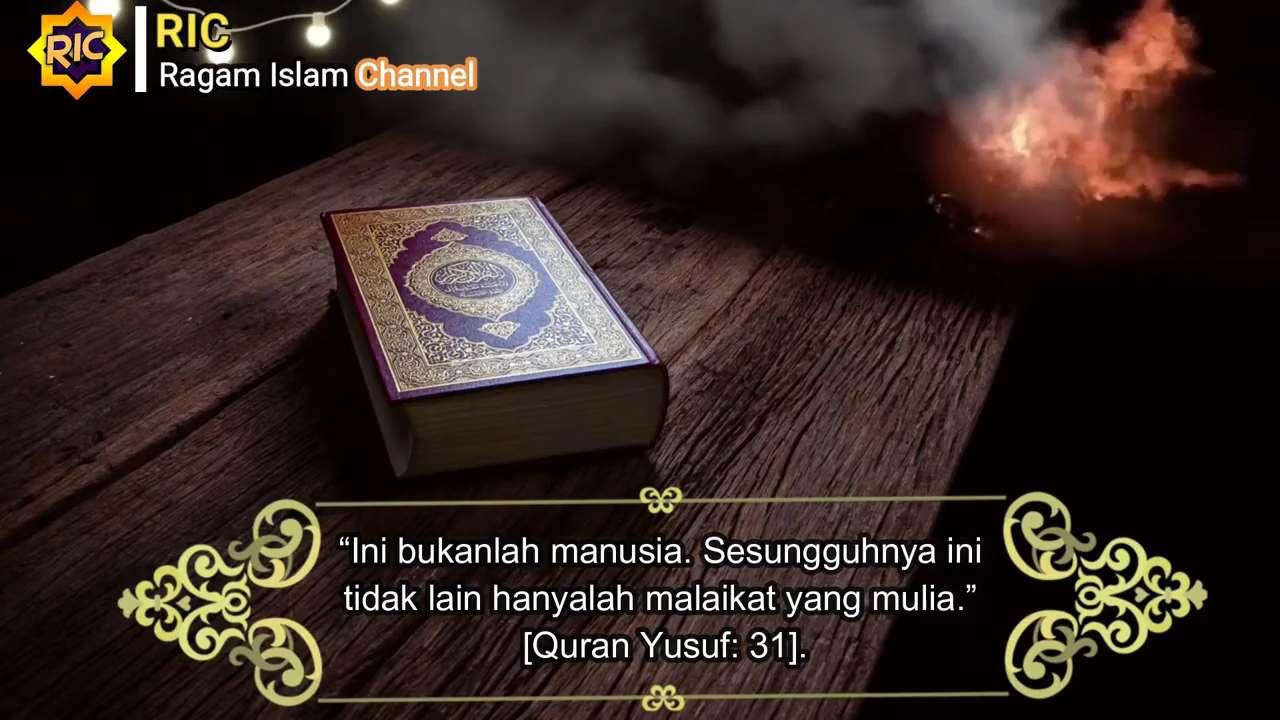 RIC
RIC
Ragam Islam Channel
“Ini bukanlah manusia. Sesungguhnya ini
tidak lain hanyalah malaikat yang mulia.”
[Quran Yusuf: 31].